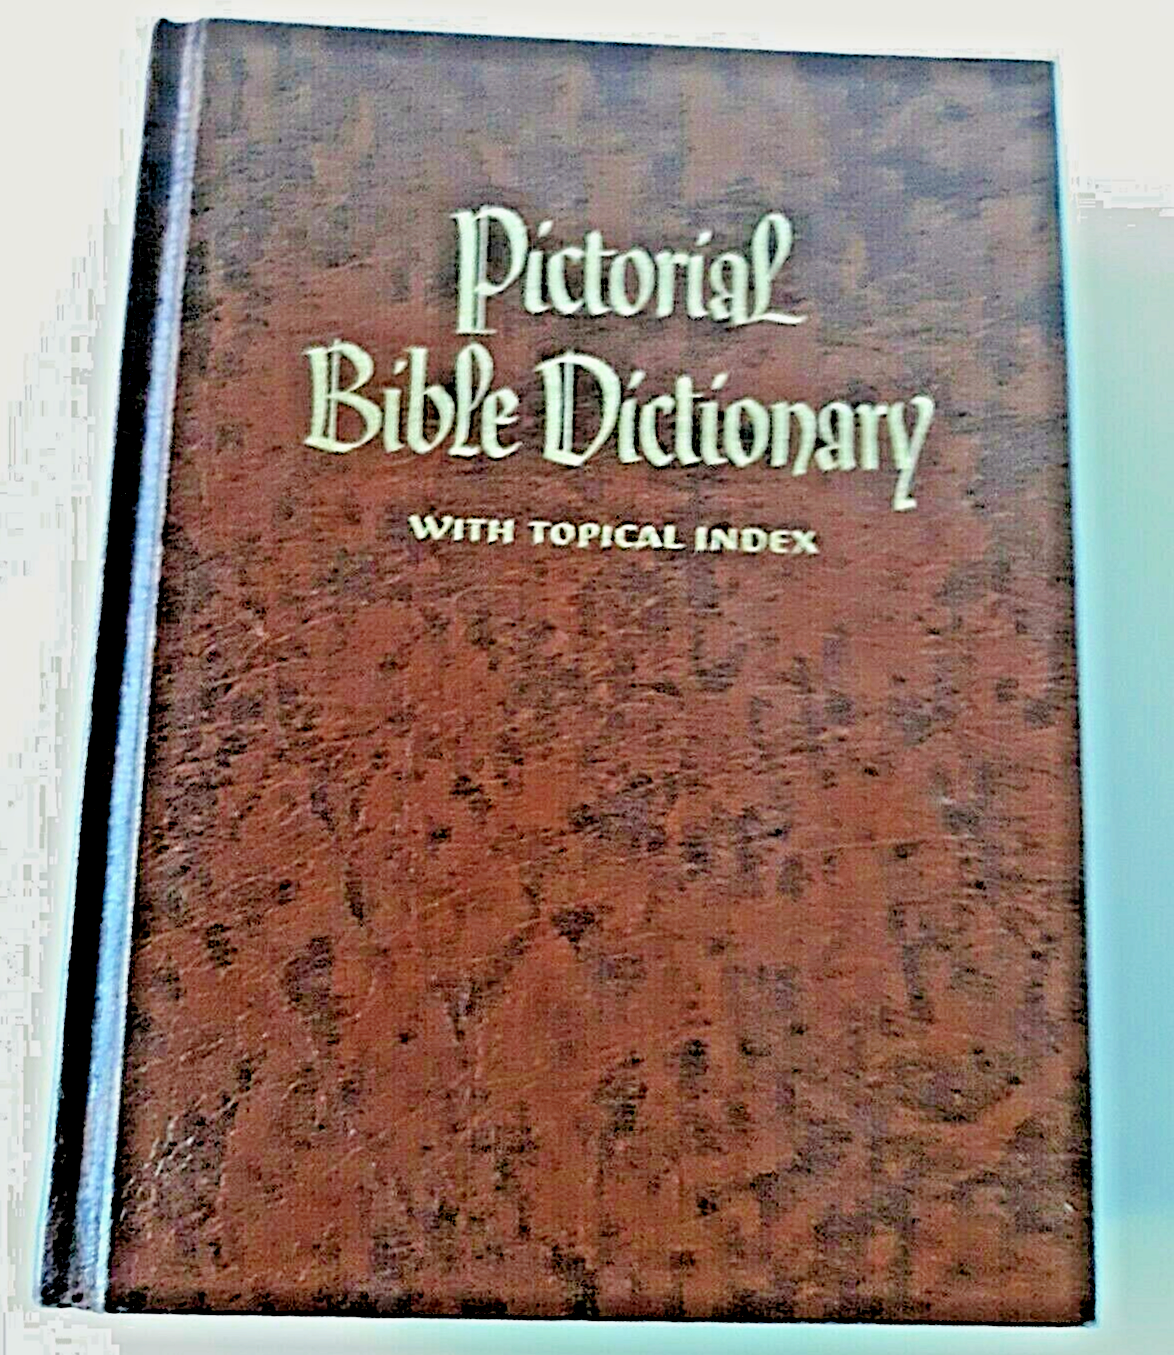 Pictorial
Bible Dictionary
WITH TOPICAL INDEX